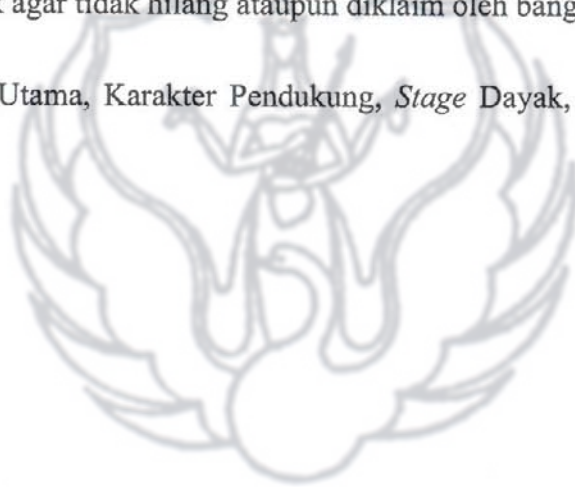 agar tidak hilang ataupun diklaim oleh bang
Utama, Karakter Pendukung, Stage Dayak,